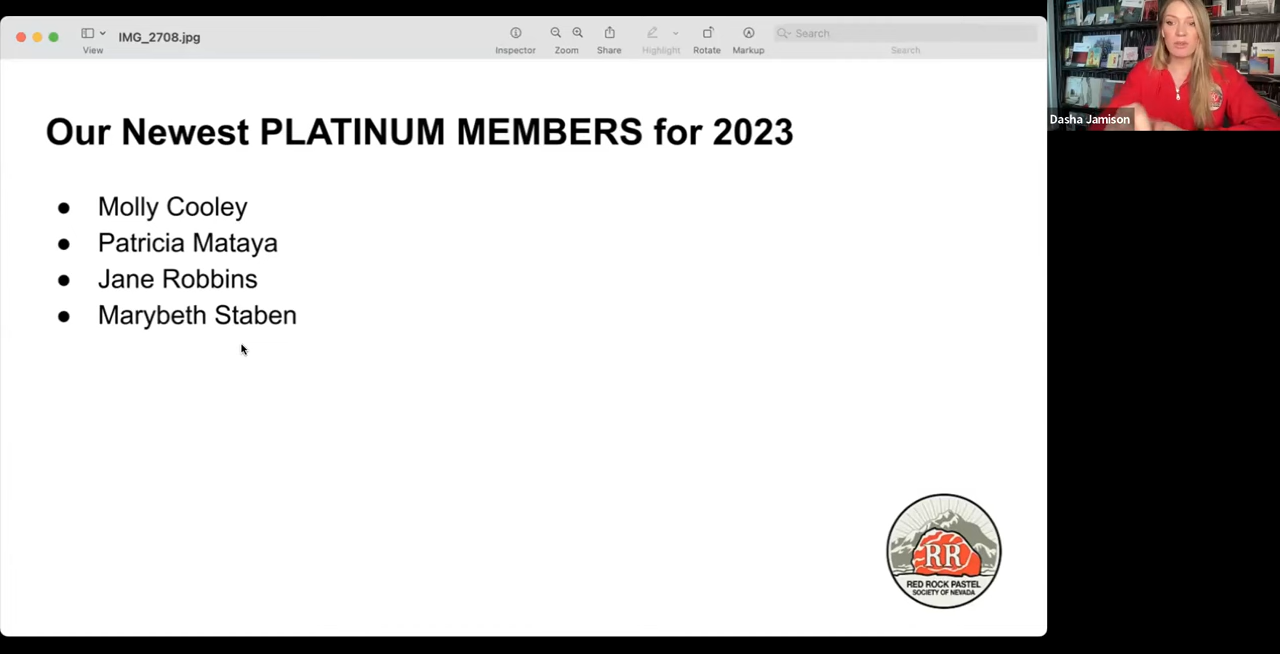 IMG_2708.jpg
View
Inspector
Zoom
Share
Highlight
Rotate
Markup
Search
Search
Dasha Jamison
Our Newest PLATINUM MEMBERS for 2023
● Molly Cooley
● Patricia Mataya
● Jane Robbins
● Marybeth Staben
RR
RED ROCK PASTEL
SOCIETY OF NEVADA